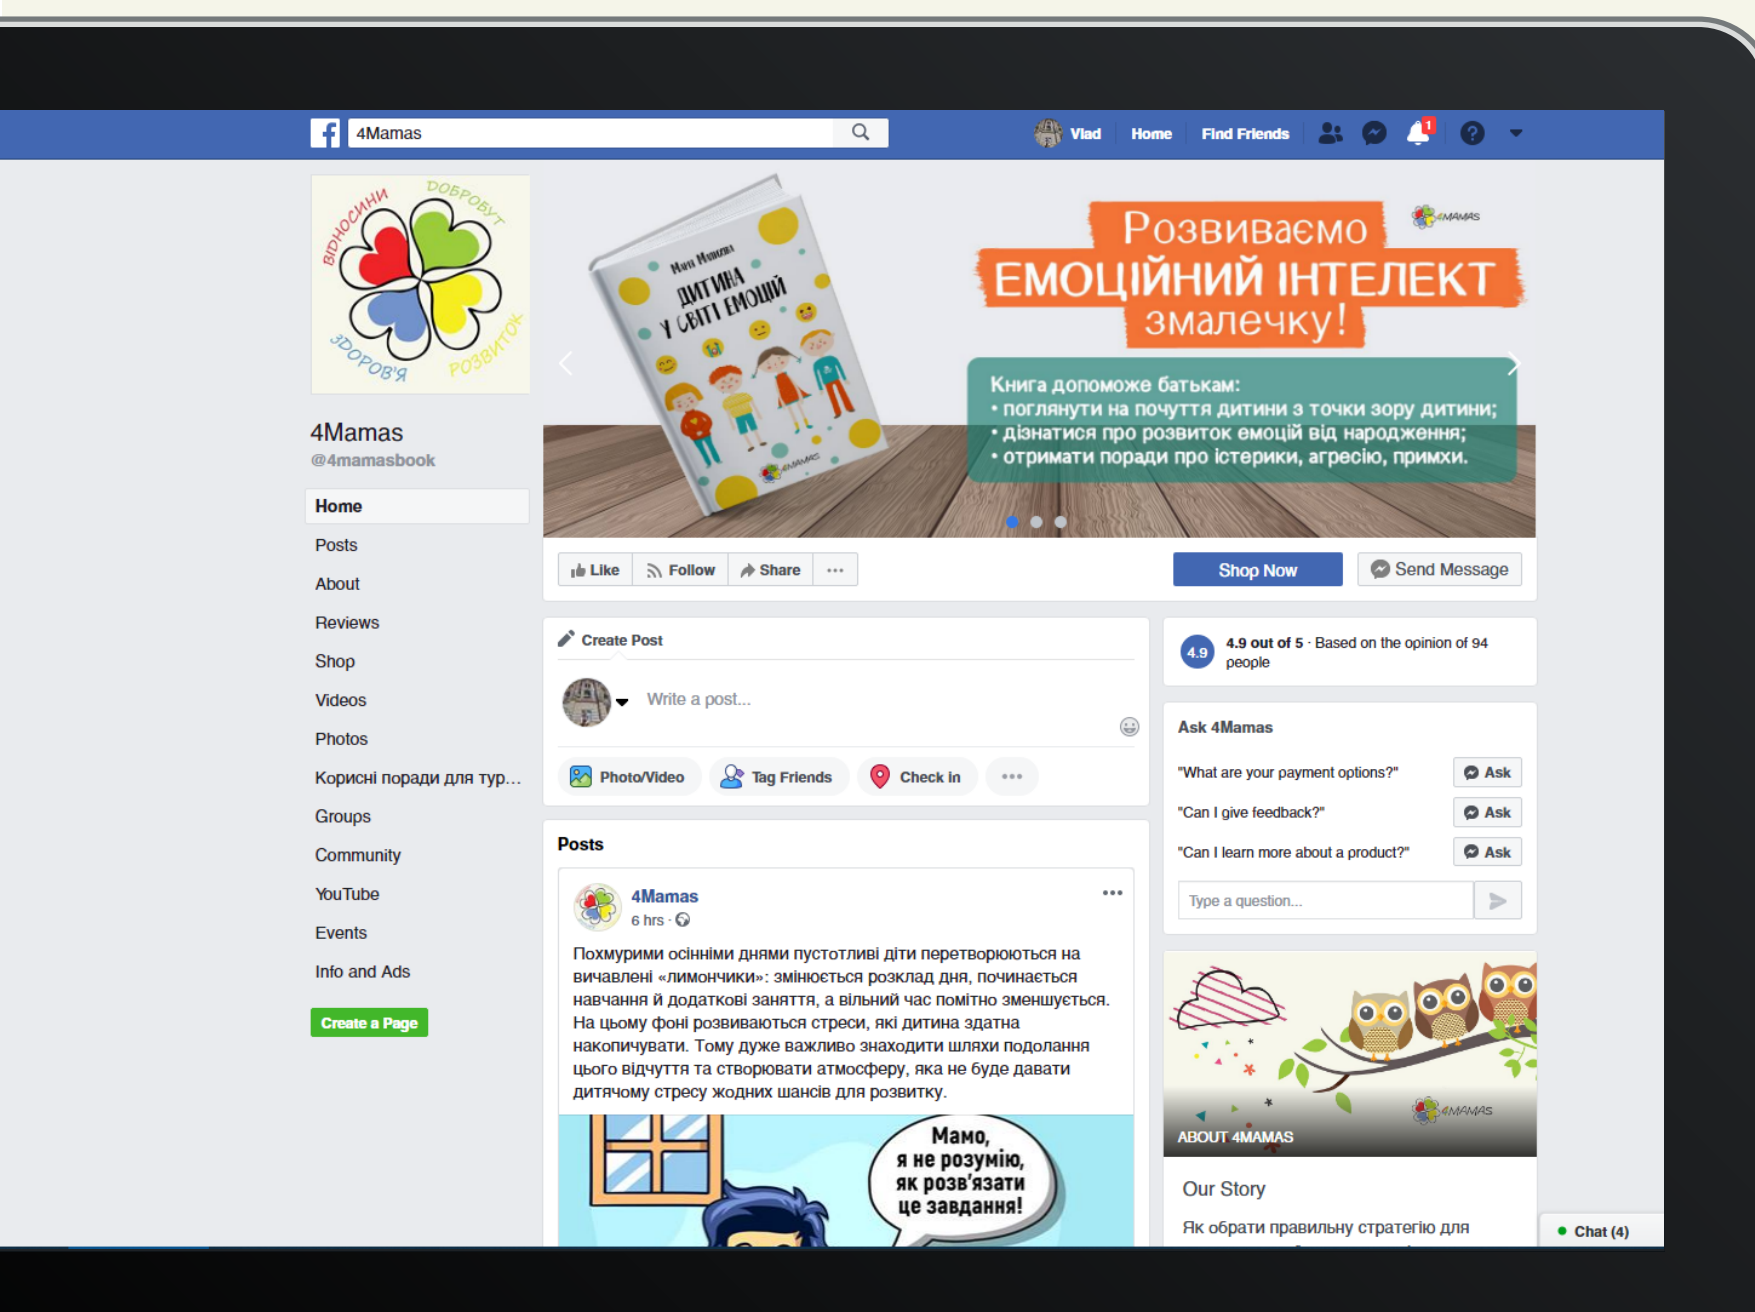 4Mamas
Vlad
Home
Find Friends
1
ВІДНОСИНИ
ДОБРОБУТ
ЗДОРОВ'Я
РОЗВИТОК
4Mamas
@4mamasbook
Home
Posts
About
Reviews
Shop
Videos
Photos
Корисні поради для тур...
Groups
Community
YouTube
Events
Info and Ads
Create a Page
ДИТИНА
У СВІТІ ЕМОЦІЙ
4MAMAS
Розвиваємо
ЕМОЦІЙНИЙ ІНТЕЛЕКТ
змалечку!
4MAMAS
Книга допоможе батькам:
• поглянути на почуття дитини з точки зору дитини;
• дізнатися про розвиток емоцій від народження;
• отримати поради про істерики, агресію, примхи.
Like
Follow
Share
Shop Now
Send Message
Create Post
Write a post...
Photo/Video
Tag Friends
Check in
Posts
4Mamas
6 hrs ·
Похмурими осінніми днями пустотливі діти перетворюються на
вичавлені «лимончики»: змінюється розклад дня, починається
навчання й додаткові заняття, а вільний час помітно зменшується.
На цьому фоні розвиваються стреси, які дитина здатна
накопичувати. Тому дуже важливо знаходити шляхи подолання
цього відчуття та створювати атмосферу, яка не буде давати
дитячому стресу жодних шансів для розвитку.
Мамо,
я не розумію,
як розв'язати
це завдання!
4.9
4.9 out of 5 · Based on the opinion of 94
people
Ask 4Mamas
"What are your payment options?"
Ask
"Can I give feedback?"
Ask
"Can I learn more about a product?"
Ask
Type a question...
4MAMAS
ABOUT 4MAMAS
Our Story
Як обрати правильну стратегію для
Chat (4)